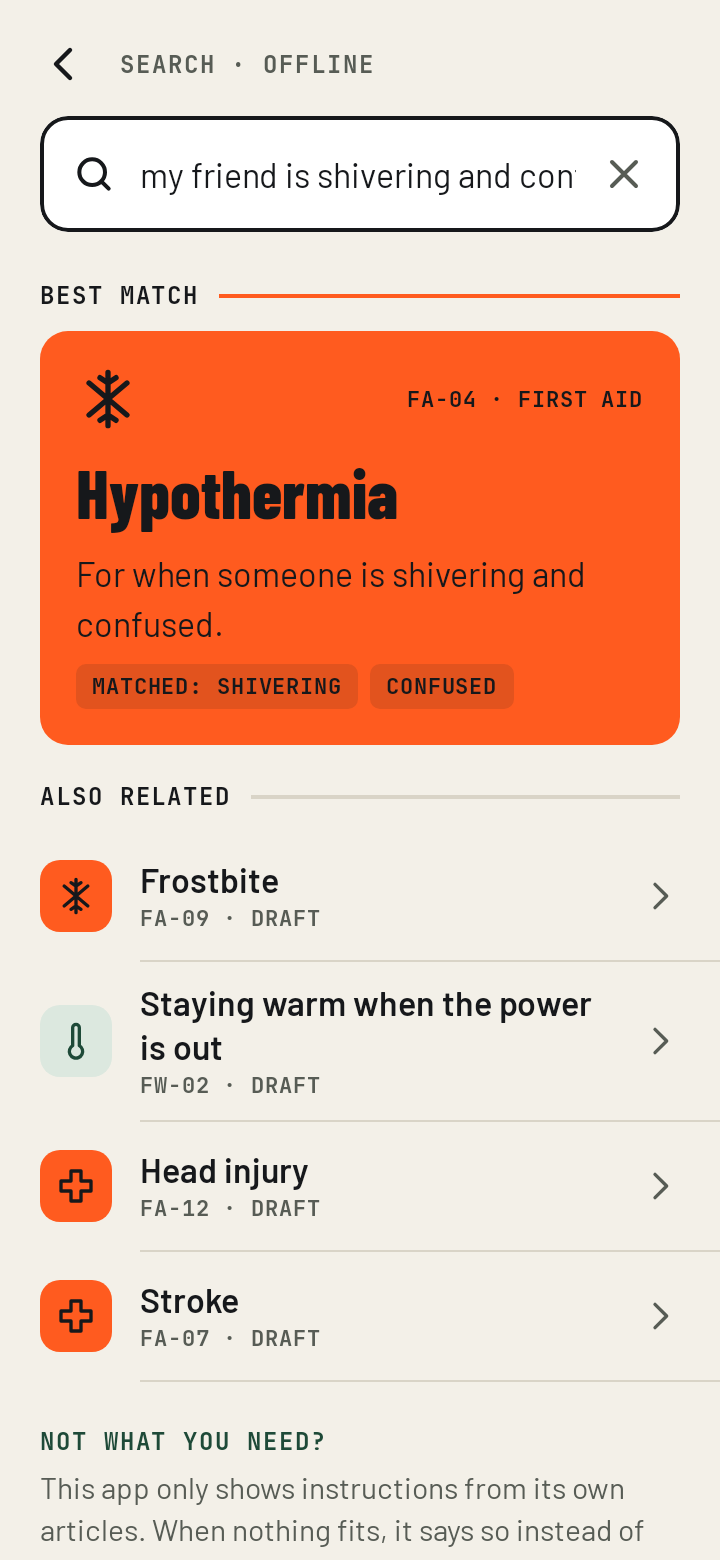 SEARCH · OFFLINE
my friend is shivering and con
BEST MATCH
FA-04 · FIRST AID
Hypothermia
For when someone is shivering and
confused.
MATCHED: SHIVERING
CONFUSED
ALSO RELATED
Frostbite
FA-09 · DRAFT
Staying warm when the power
is out
FW-02 · DRAFT
Head injury
FA-12 · DRAFT
Stroke
FA-07 · DRAFT
NOT WHAT YOU NEED?
This app only shows instructions from its own
articles. When nothing fits, it says so instead of